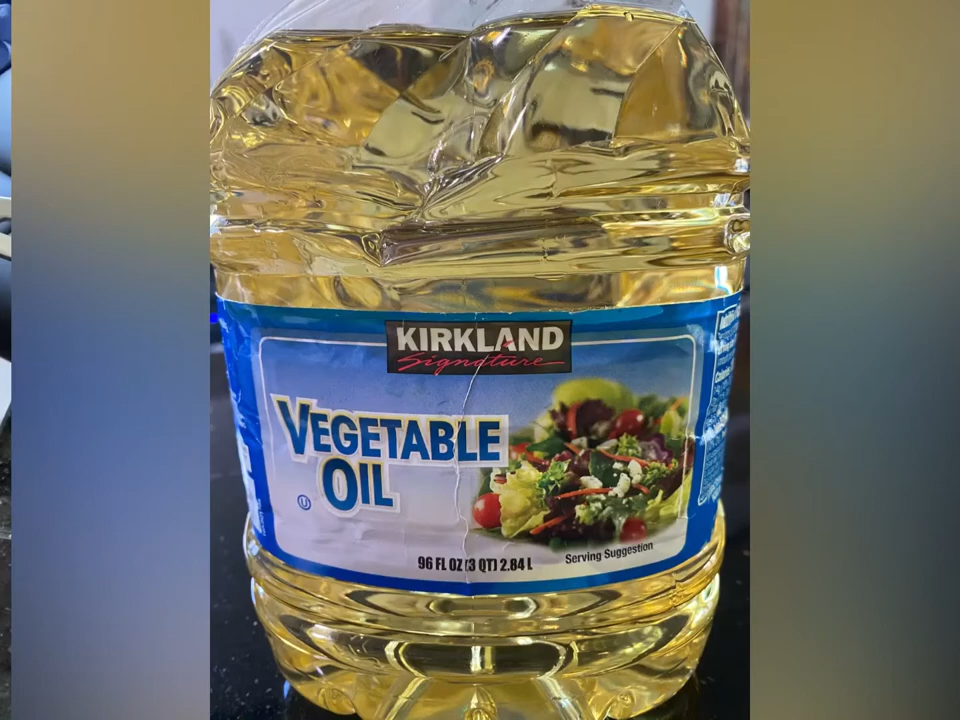 KIRKLAND
Signature
VEGETABLE
OIL
U
96 FL OZ (3 QT) 2.84 L
Serving Suggestion